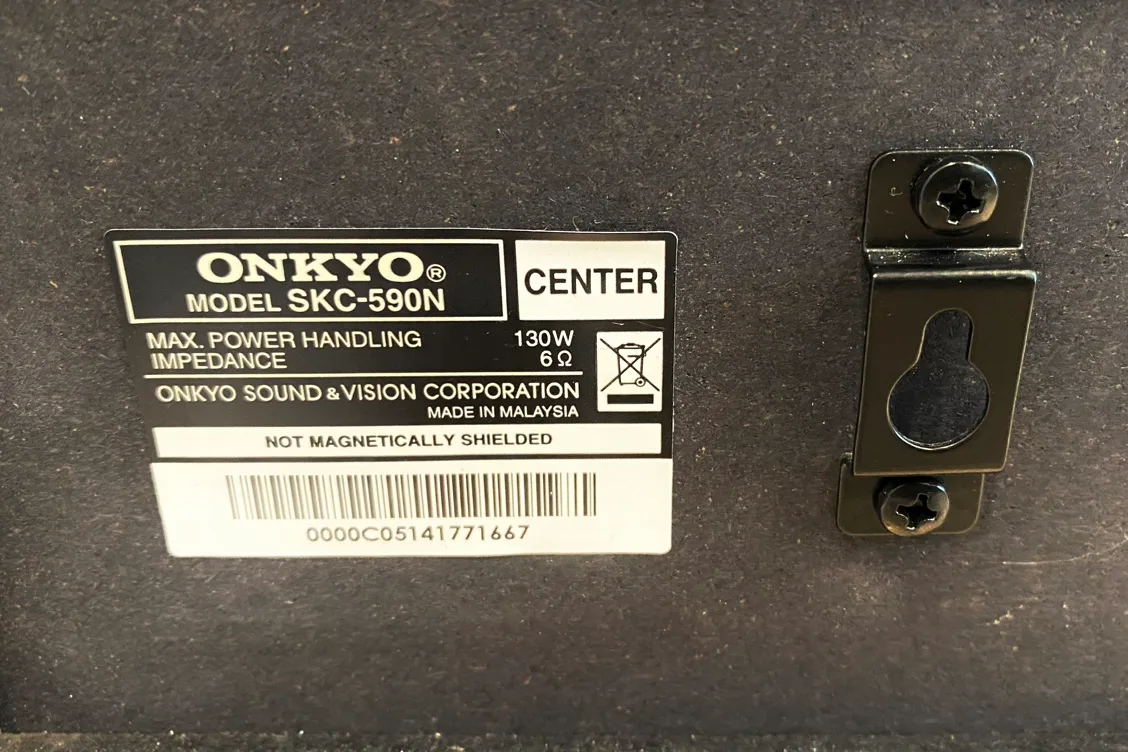 ONKYO®
MODEL SKC-590N
CENTER
MAX. POWER HANDLING 130W
IMPEDANCE 6 Ω
ONKYO SOUND & VISION CORPORATION
MADE IN MALAYSIA
NOT MAGNETICALLY SHIELDED
0000C05141771667